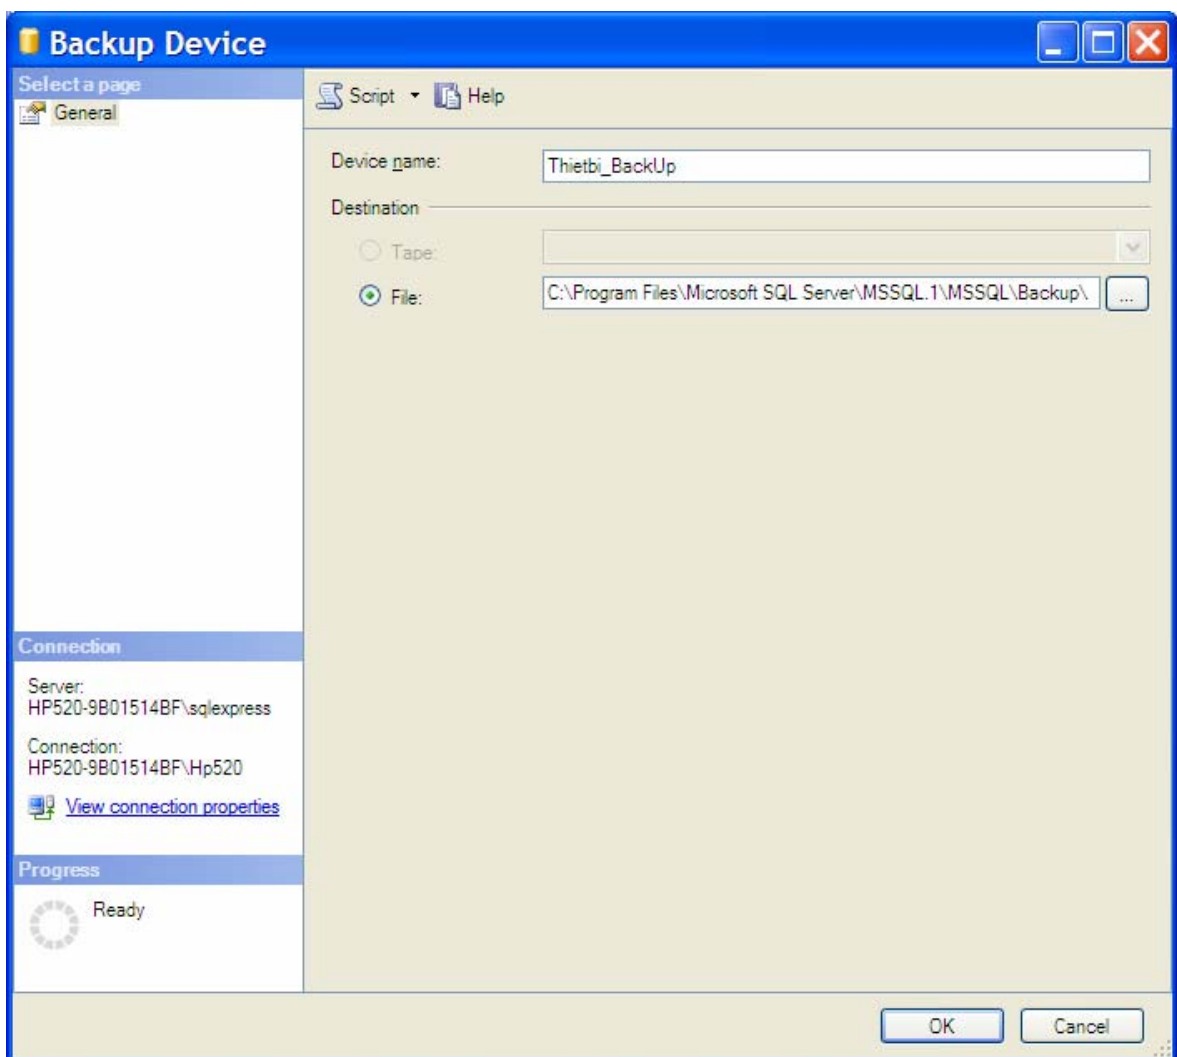 Backup Device
Select a page
General
Script
Help
Device name:
Thietbi_BackUp
Destination
Tape:
File:
C:\Program Files\Microsoft SQL Server\MSSQL.1\MSSQL\Backup\
...
Connection
Server:
HP520-9B01514BF\sqlexpress
Connection:
HP520-9B01514BF\Hp520
View connection properties
Progress
Ready
OK
Cancel